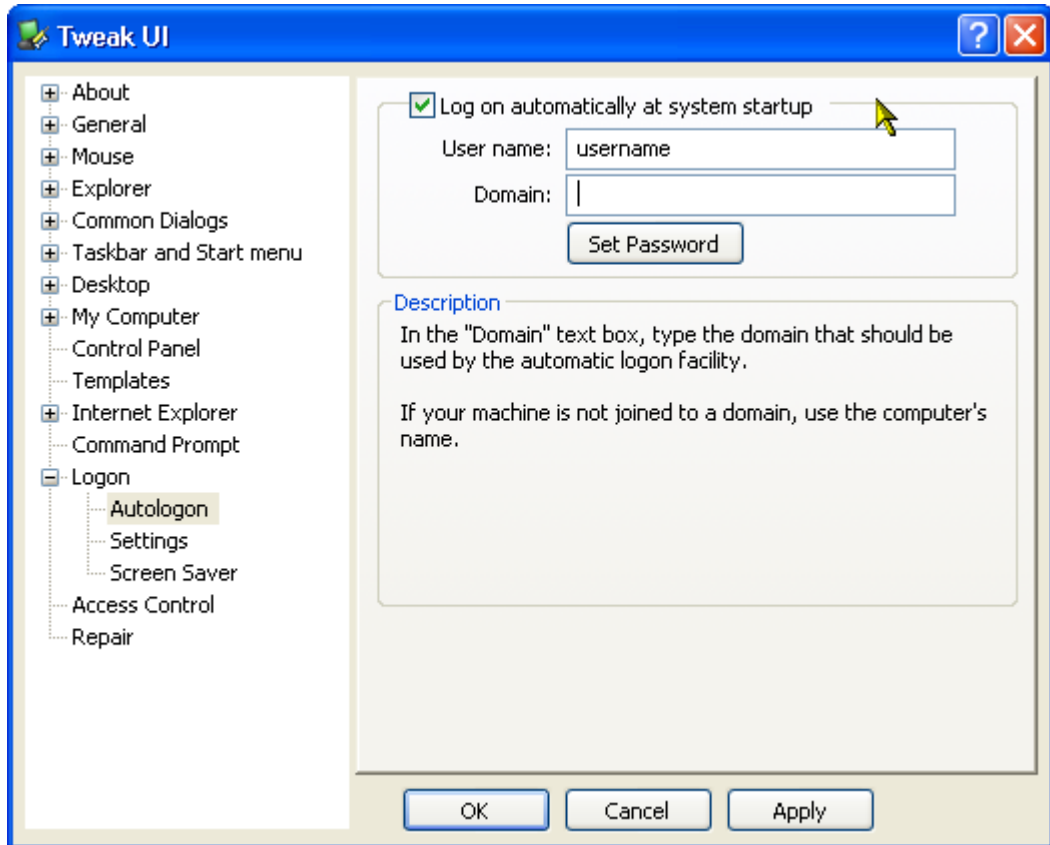 Tweak UI
About
General
Mouse
Explorer
Common Dialogs
Taskbar and Start menu
Desktop
My Computer
Control Panel
Templates
Internet Explorer
Command Prompt
Logon
Autologon
Settings
Screen Saver
Access Control
Repair
Log on automatically at system startup
User name: username
Domain:
Set Password
Description
In the "Domain" text box, type the domain that should be
used by the automatic logon facility.
If your machine is not joined to a domain, use the computer's
name.
OK Cancel Apply